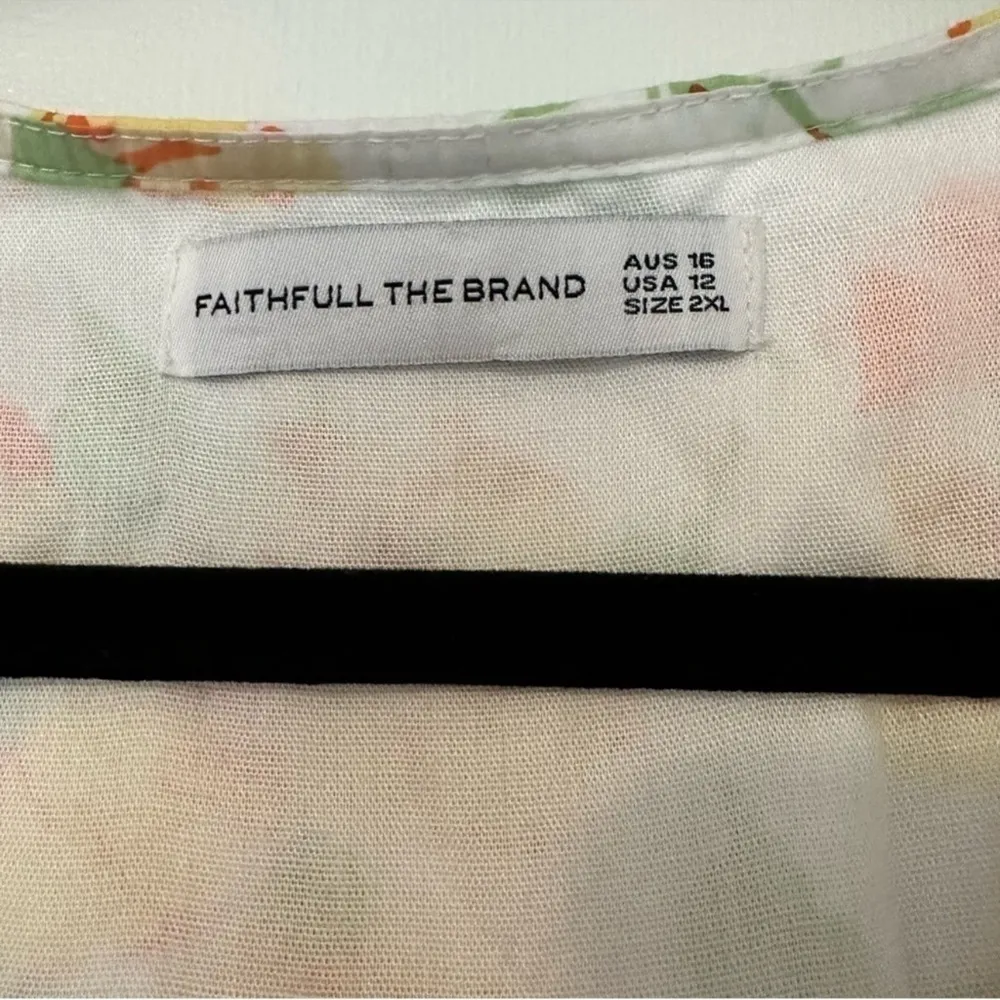 FAITHFULL THE BRAND
AUS 16
USA 12
SIZE 2XL